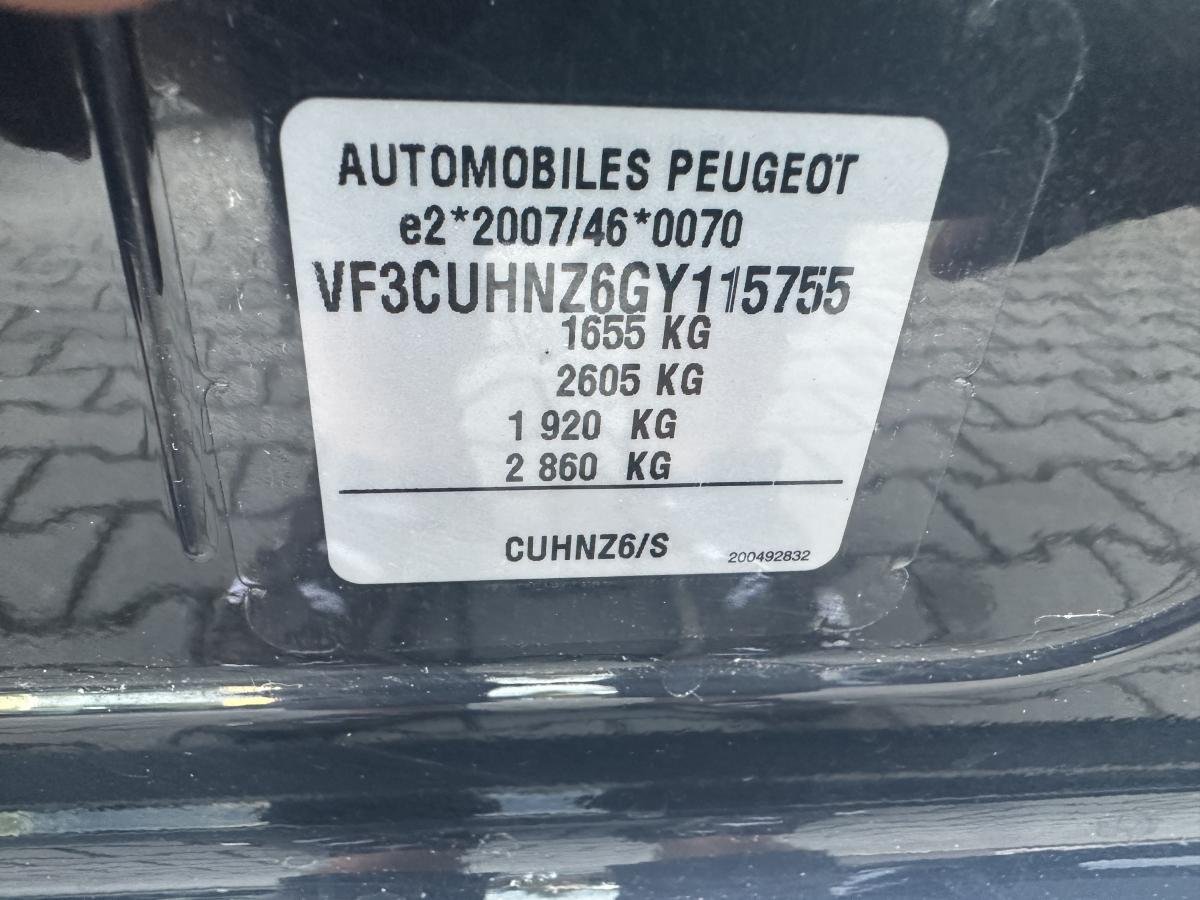 AUTOMOBILES PEUGEOT
e2*2007/46*0070
VF3CUHNZ6GY115755
1655 KG
2605 KG
1 920 KG
2 860 KG
CUHNZ6/S
200492832